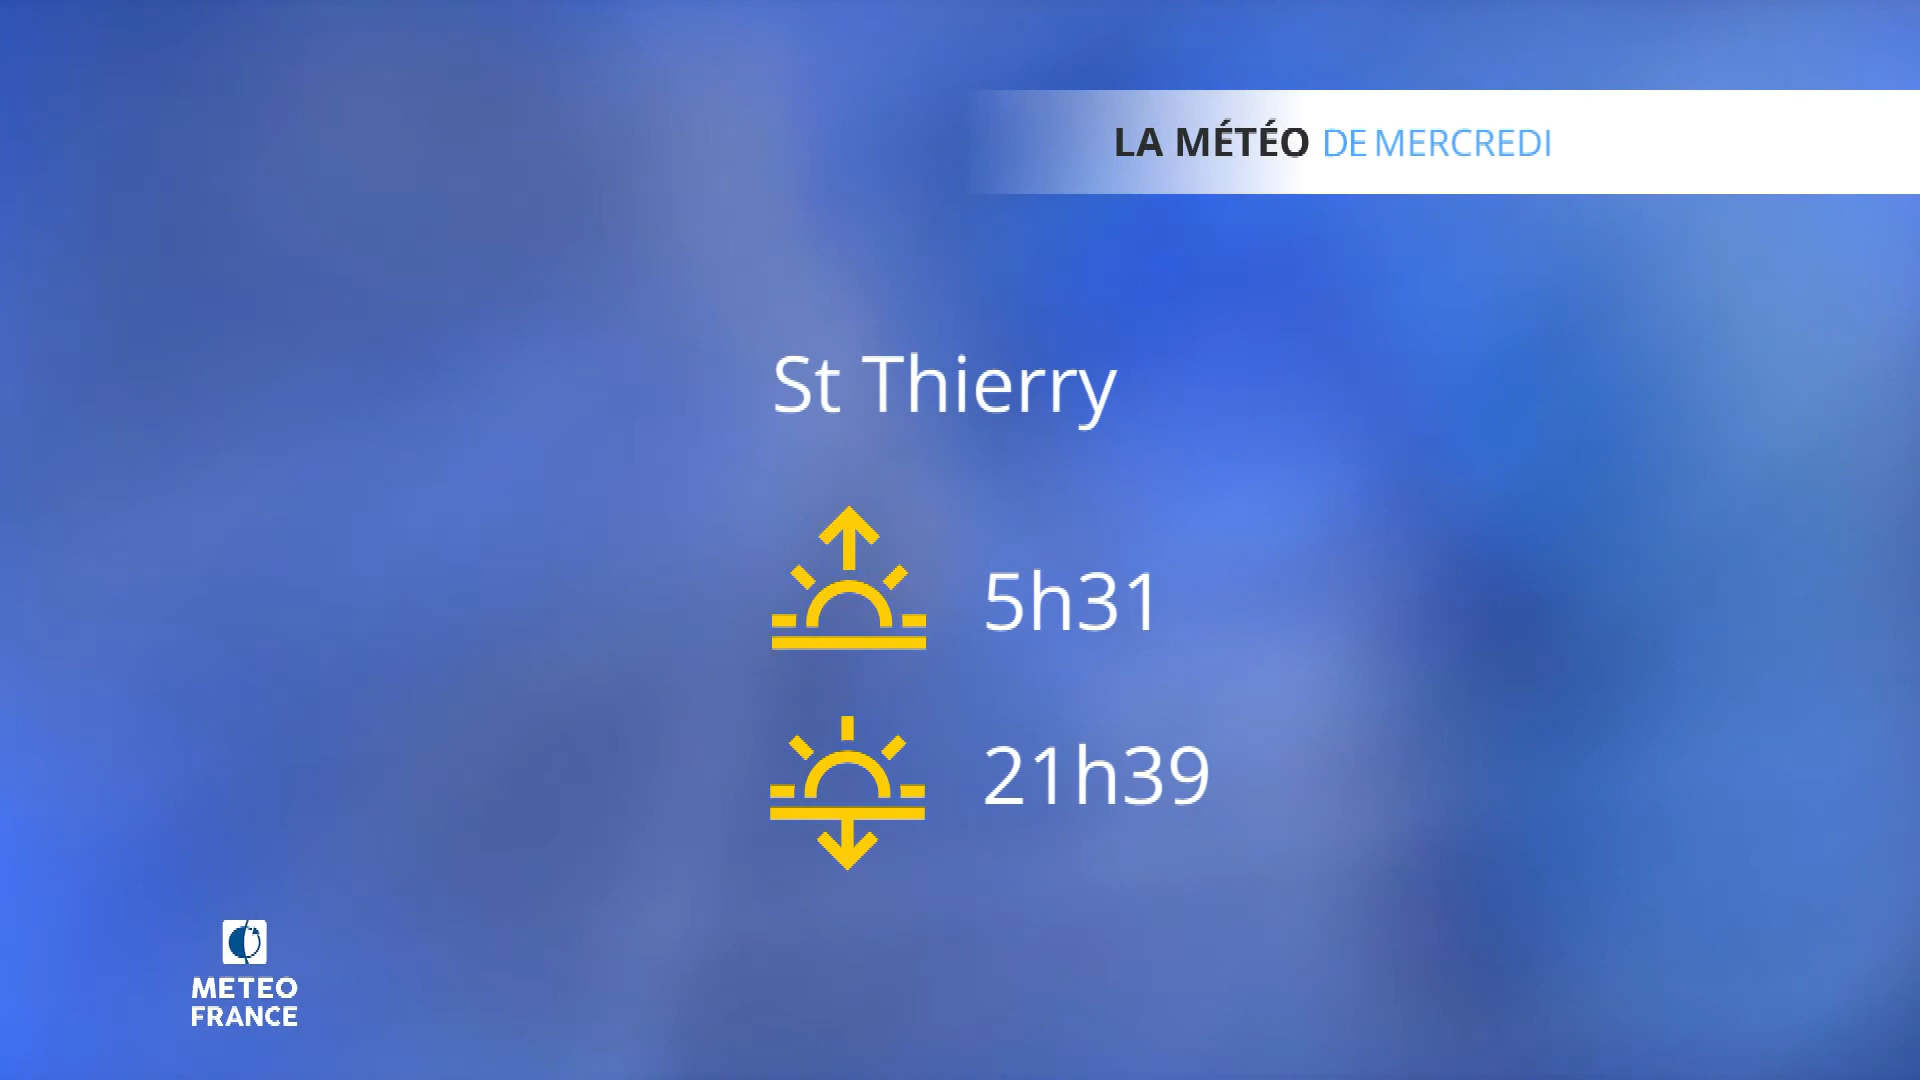 LA MÉTÉO DE MERCREDI
St Thierry
5h31
21h39
METEO
FRANCE